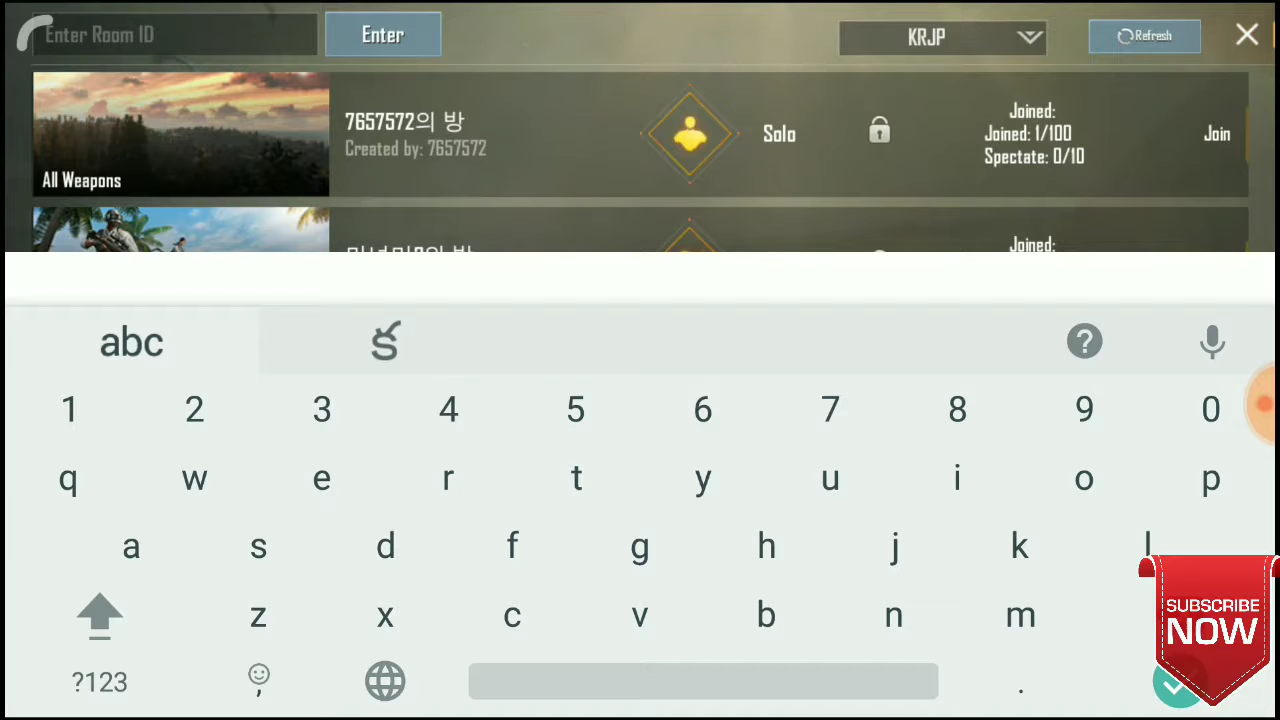 Enter Room ID
Enter
KRJP
Refresh
7657572의 방
Created by: 7657572
All Weapons
Solo
Joined:
Joined: 1/100
Spectate: 0/10
Join
Joined:
abc
క
1 2 3 4 5 6 7 8 9 0
q w e r t y u i o p
a s d f g h j k l
z x c v b n m
?123
,
.
SUBSCRIBE
NOW